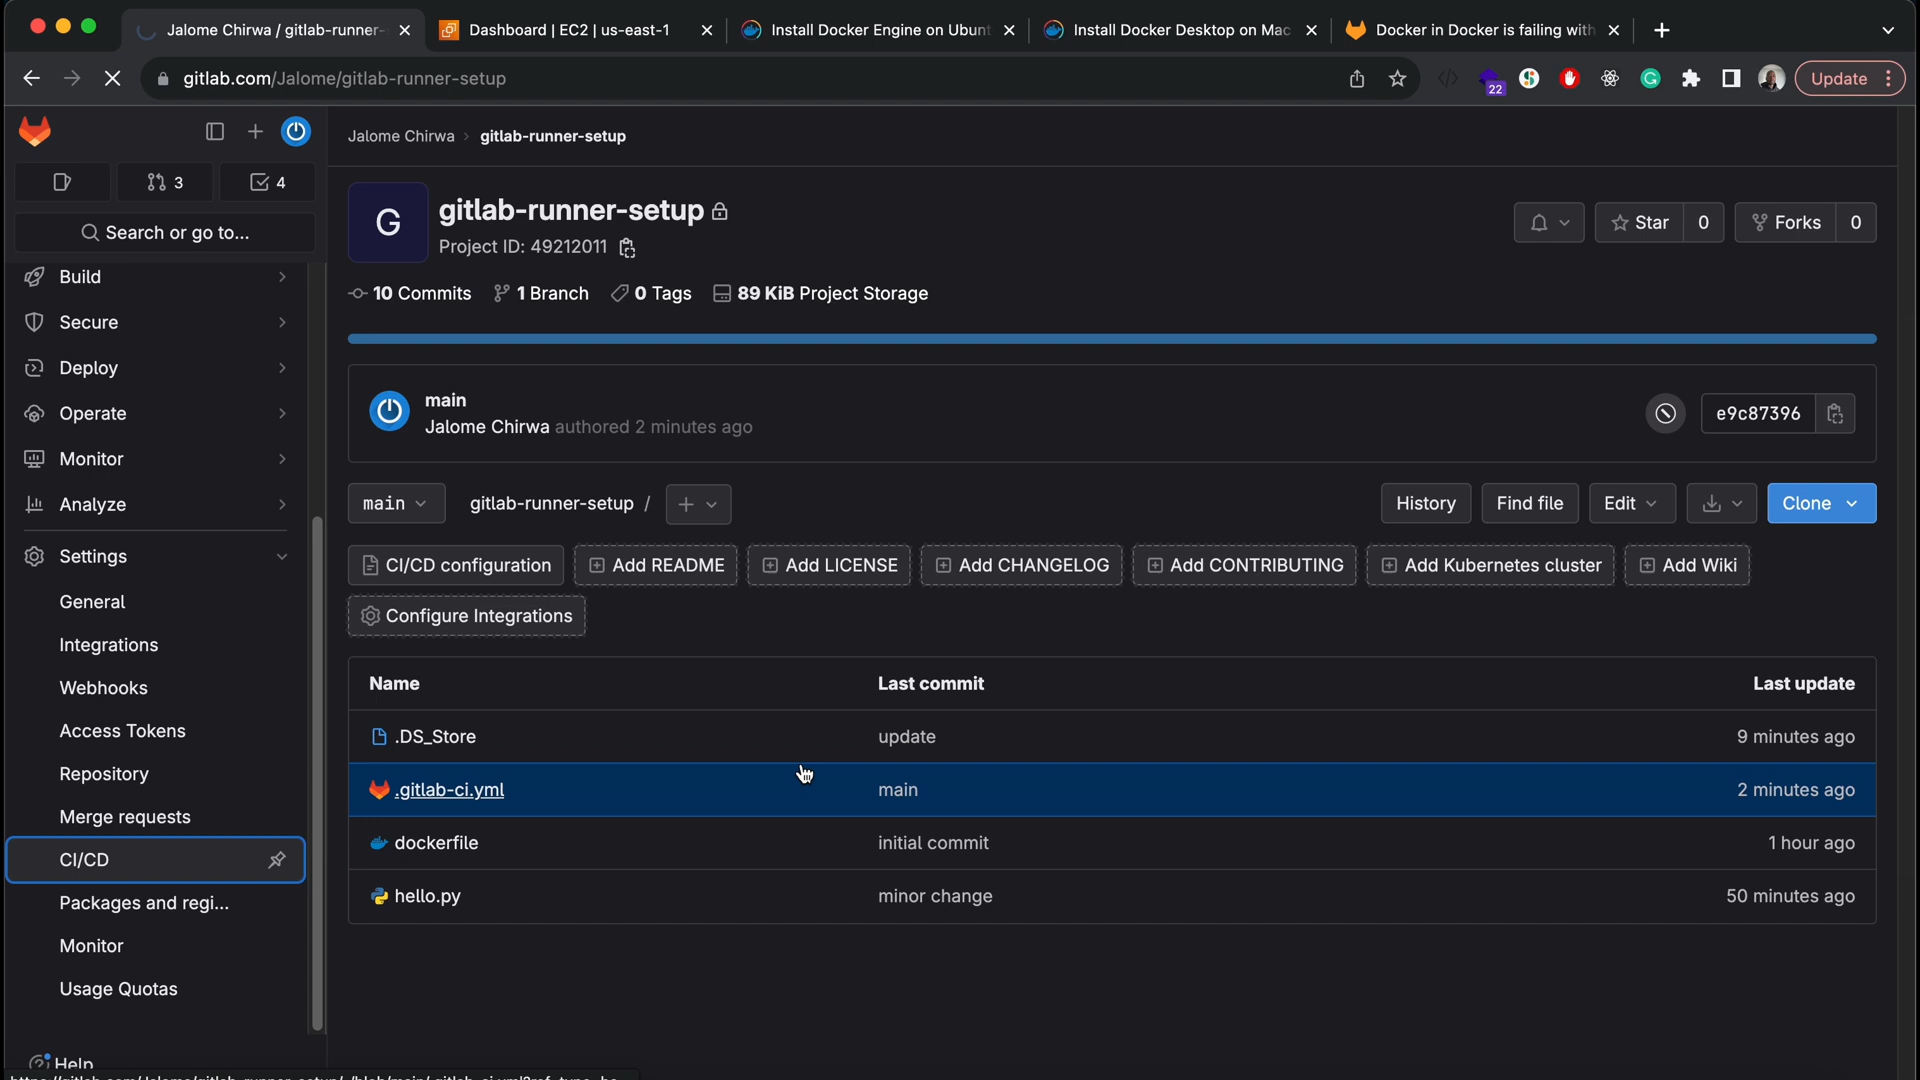 Jalome Chirwa / gitlab-runner-
Dashboard | EC2 | us-east-1
Install Docker Engine on Ubunt
Install Docker Desktop on Mac
Docker in Docker is failing with
gitlab.com/Jalome/gitlab-runner-setup
22
Update
Jalome Chirwa > gitlab-runner-setup
3
4
Search or go to...
G
gitlab-runner-setup
Project ID: 49212011
Star
0
Forks
0
10 Commits
1 Branch
0 Tags
89 KiB Project Storage
Build
Secure
Deploy
Operate
Monitor
Analyze
Settings
General
Integrations
Webhooks
Access Tokens
Repository
Merge requests
CI/CD
Packages and regi...
Monitor
Usage Quotas
Help
main
Jalome Chirwa authored 2 minutes ago
e9c87396
main
gitlab-runner-setup /
History
Find file
Edit
Clone
CI/CD configuration
Add README
Add LICENSE
Add CHANGELOG
Add CONTRIBUTING
Add Kubernetes cluster
Add Wiki
Configure Integrations
Name
Last commit
Last update
.DS_Store
update
9 minutes ago
.gitlab-ci.yml
main
2 minutes ago
dockerfile
initial commit
1 hour ago
hello.py
minor change
50 minutes ago